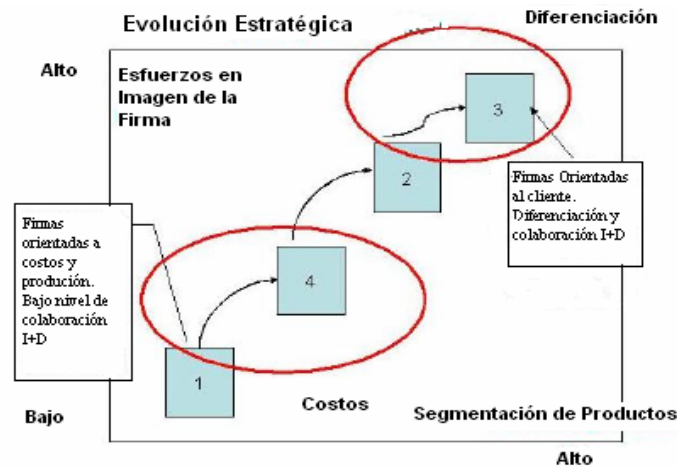 Evolución Estratégica
Diferenciación
Alto
Esfuerzos en
Imagen de la
Firma
3
2
Firmas Orientadas
al cliente.
Diferenciación y
colaboración I+D
Firmas
orientadas a
costos y
produción.
Bajo nivel de
colaboración
I+D
4
1
Costos
Segmentación de Productos
Bajo
Alto